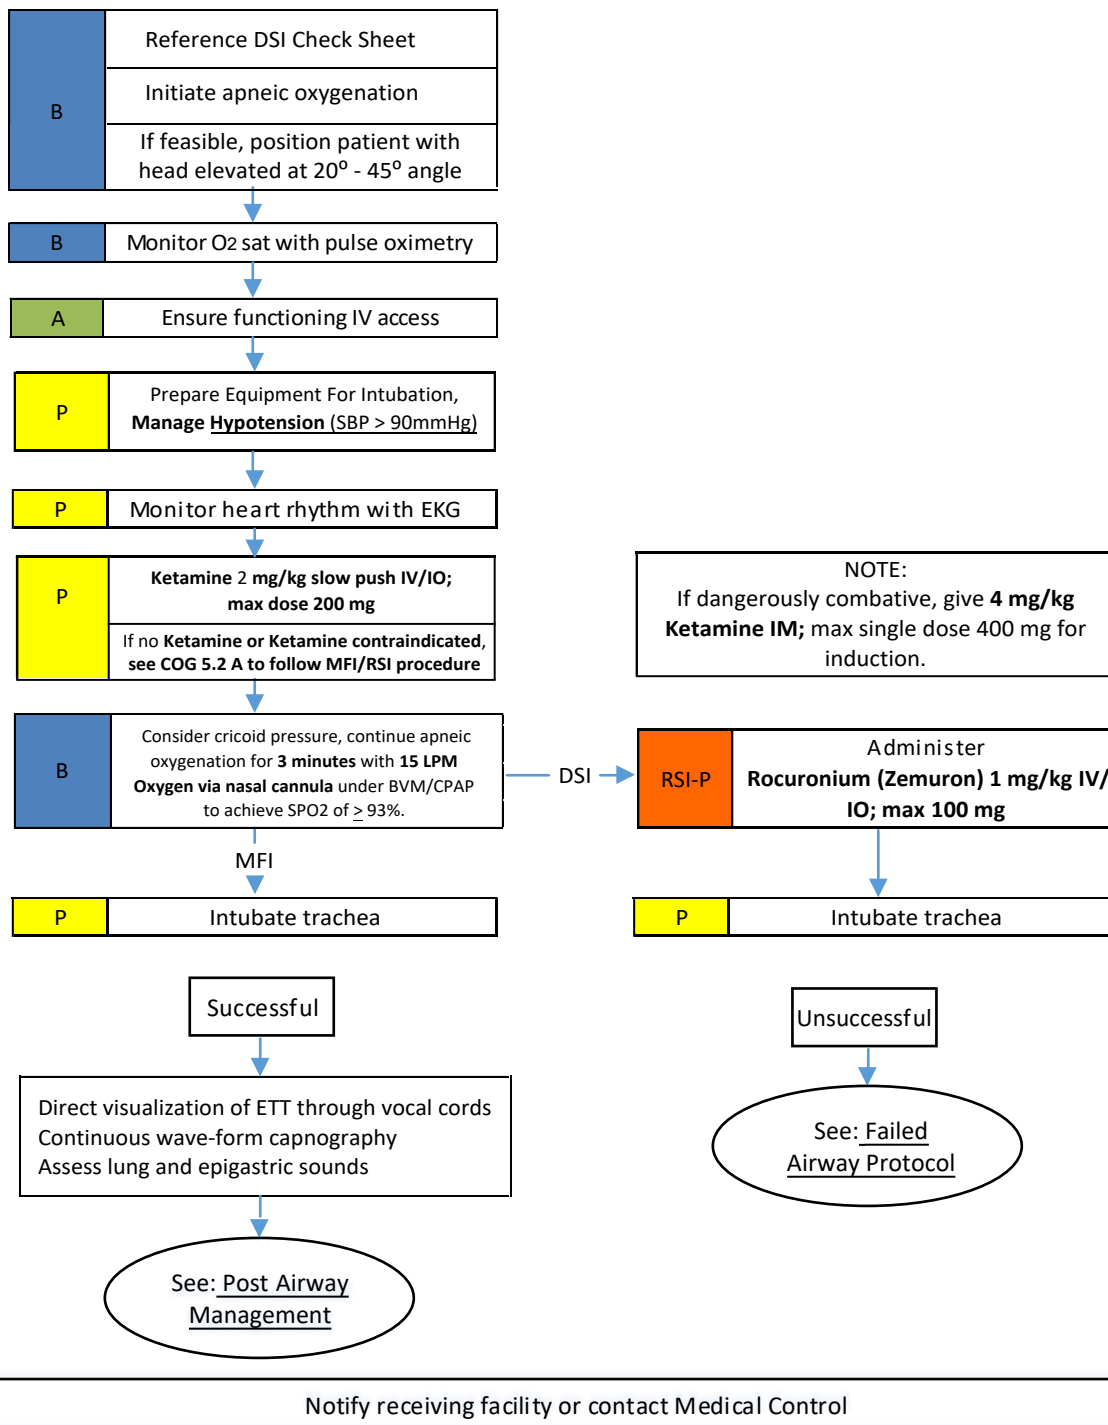 B
Reference DSI Check Sheet
Initiate apneic oxygenation
If feasible, position patient with
head elevated at 20º - 45º angle
B
Monitor O2 sat with pulse oximetry
A
Ensure functioning IV access
P
Prepare Equipment For Intubation,
Manage Hypotension (SBP > 90mmHg)
P
Monitor heart rhythm with EKG
P
Ketamine 2 mg/kg slow push IV/IO;
max dose 200 mg
If no Ketamine or Ketamine contraindicated,
see COG 5.2 A to follow MFI/RSI procedure
NOTE:
If dangerously combative, give 4 mg/kg
Ketamine IM; max single dose 400 mg for
induction.
B
Consider cricoid pressure, continue apneic
oxygenation for 3 minutes with 15 LPM
Oxygen via nasal cannula under BVM/CPAP
to achieve SPO2 of > 93%.
DSI
RSI-P
Administer
Rocuronium (Zemuron) 1 mg/kg IV/
IO; max 100 mg
MFI
P
Intubate trachea
P
Intubate trachea
Successful
Unsuccessful
Direct visualization of ETT through vocal cords
Continuous wave-form capnography
Assess lung and epigastric sounds
See: Failed
Airway Protocol
See: Post Airway
Management
Notify receiving facility or contact Medical Control